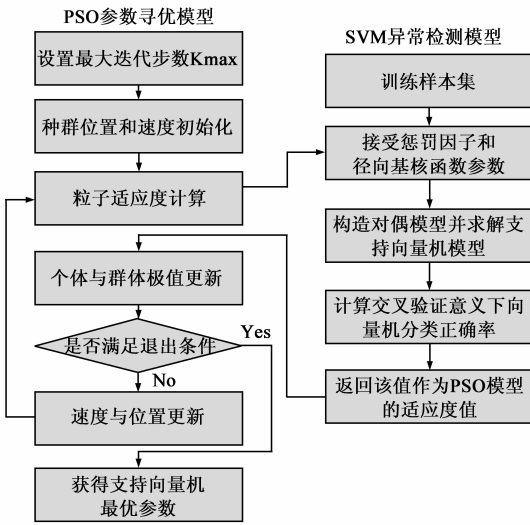 PSO参数寻优模型
设置最大迭代步数Kmax
种群位置和速度初始化
粒子适应度计算
个体与群体极值更新
是否满足退出条件
Yes
No
速度与位置更新
获得支持向量机
最优参数
SVM异常检测模型
训练样本集
接受惩罚因子和
径向基核函数参数
构造对偶模型并求解支
持向量机模型
计算交叉验证意义下向
量机分类正确率
返回该值作为PSO模型
的适应度值